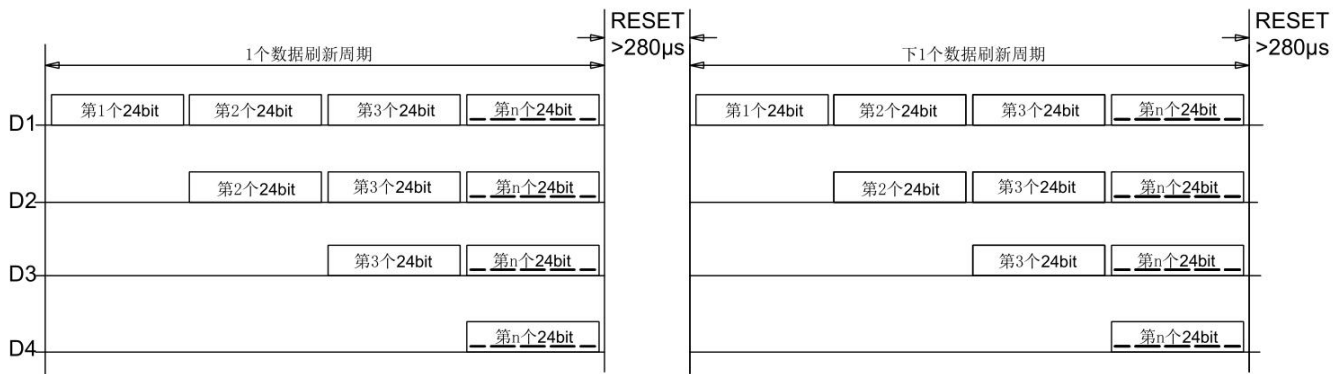 RESET
>280μs
RESET
>280μs
1个数据刷新周期
下1个数据刷新周期
D1 第1个24bit 第2个24bit 第3个24bit 第n个24bit 第1个24bit 第2个24bit 第3个24bit 第n个24bit
D2 第2个24bit 第3个24bit 第n个24bit 第2个24bit 第3个24bit 第n个24bit
D3 第3个24bit 第n个24bit 第3个24bit 第n个24bit
D4 第n个24bit 第n个24bit